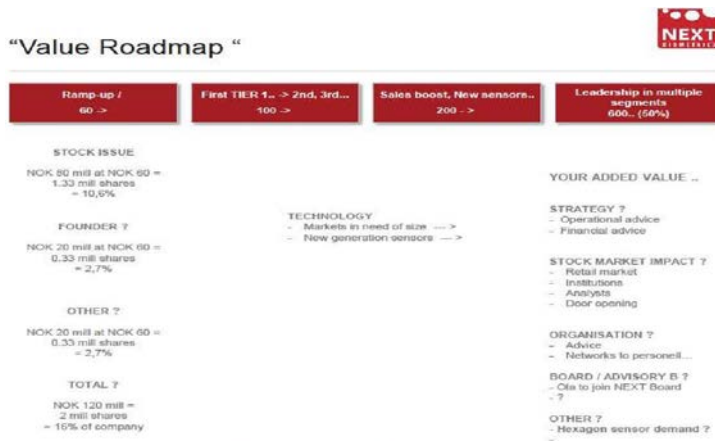 "Value Roadmap "
NEXT
BIOMETRICS
Ramp-up /
60 ->
First TIER 1.. -> 2nd, 3rd...
100 ->
Sales boost, New sensors..
200 - >
Leadership in multiple
segments
600.. (50%)
STOCK ISSUE
NOK 80 mill at NOK 60 =
1.33 mill shares
= 10,6%
FOUNDER ?
NOK 20 mill at NOK 60 =
0.33 mill shares
= 2,7%
OTHER ?
NOK 20 mill at NOK 60 =
0.33 mill shares
= 2,7%
TOTAL ?
NOK 120 mill =
2 mill shares
= 16% of company
TECHNOLOGY
- Markets in need of size --- >
- New generation sensors --- >
YOUR ADDED VALUE ..
STRATEGY ?
- Operational advice
- Financial advice
STOCK MARKET IMPACT ?
- Retail market
- Institutions
- Analysts
- Door opening
ORGANISATION ?
- Advice
- Networks to personell...
BOARD / ADVISORY B ?
- Ola to join NEXT Board
- ?
OTHER ?
- Hexagon sensor demand ?